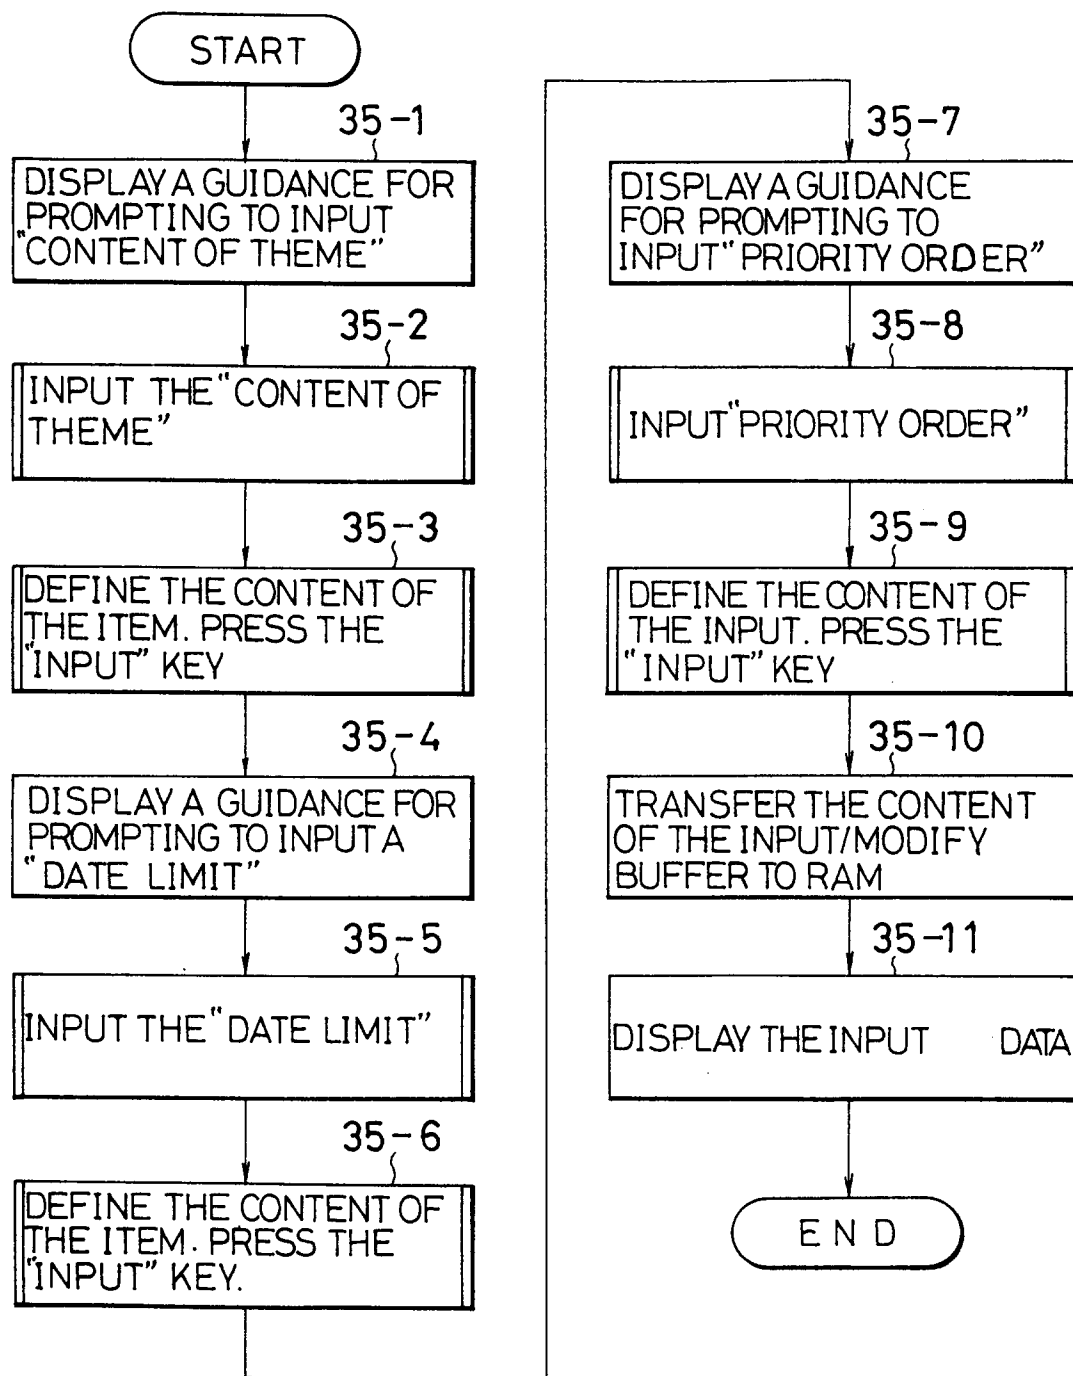 START
35-1
DISPLAY A GUIDANCE FOR
PROMPTING TO INPUT
"CONTENT OF THEME"
35-2
INPUT THE "CONTENT OF
THEME"
35-3
DEFINE THE CONTENT OF
THE ITEM. PRESS THE
"INPUT" KEY
35-4
DISPLAY A GUIDANCE FOR
PROMPTING TO INPUT A
"DATE LIMIT"
35-5
INPUT THE "DATE LIMIT"
35-6
DEFINE THE CONTENT OF
THE ITEM. PRESS THE
"INPUT" KEY.
35-7
DISPLAY A GUIDANCE
FOR PROMPTING TO
INPUT "PRIORITY ORDER"
35-8
INPUT "PRIORITY ORDER"
35-9
DEFINE THE CONTENT OF
THE INPUT. PRESS THE
"INPUT" KEY
35-10
TRANSFER THE CONTENT
OF THE INPUT/MODIFY
BUFFER TO RAM
35-11
DISPLAY THE INPUT DATA
END